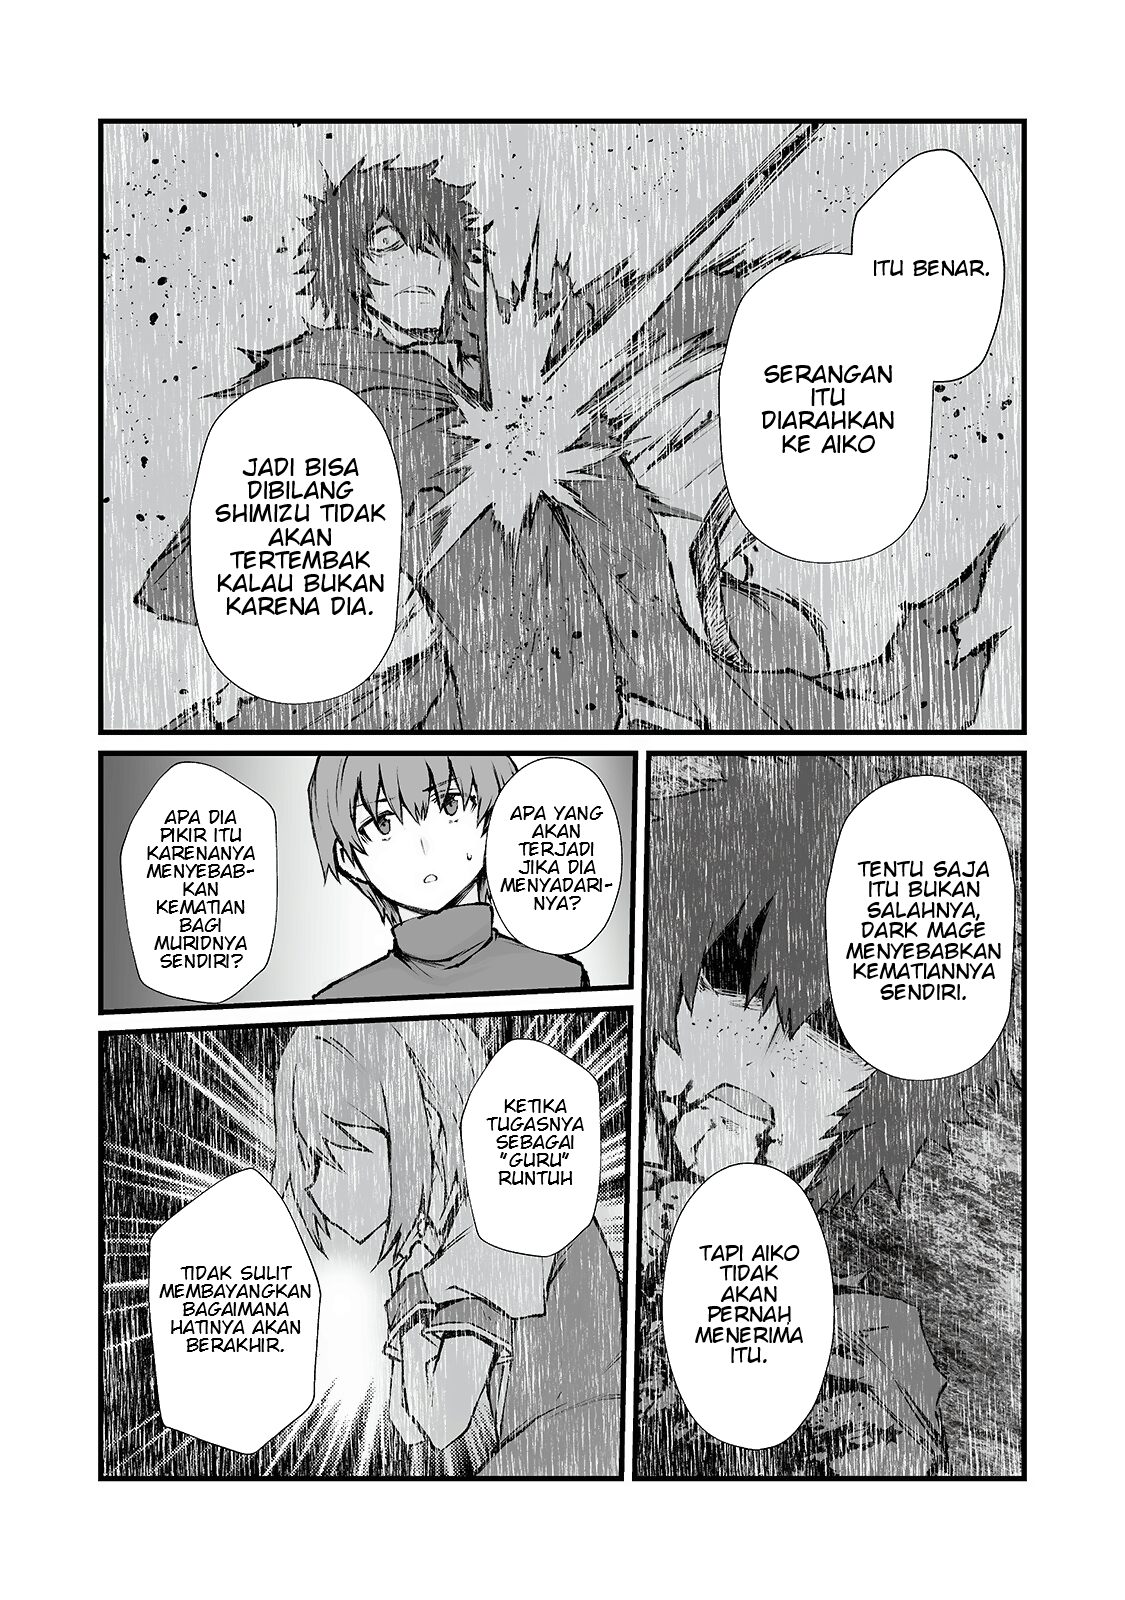 ITU BENAR.
SERANGAN
ITU
DIARAHKAN
KE AIKO
JADI BISA
DIBILANG
SHIMIZU TIDAK
AKAN
TERTEMBAK
KALAU BUKAN
KARENA DIA.
TENTU SAJA
ITU BUKAN
SALAHNYA,
DARK MAGE
MENYEBABKAN
KEMATIANNYA
SENDIRI.
TAPI AIKO
TIDAK
AKAN
PERNAH
MENERIMA
ITU.
APA YANG
AKAN
TERJADI
JIKA DIA
MENYADARI-
NYA?
APA DIA
PIKIR ITU
KARENANYA
MENYEBAB-
KAN
KEMATIAN
BAGI
MURIDNYA
SENDIRI?
KETIKA
TUGASNYA
SEBAGAI
"GURU"
RUNTUH
TIDAK SULIT
MEMBAYANGKAN
BAGAIMANA
HATINYA AKAN
BERAKHIR.